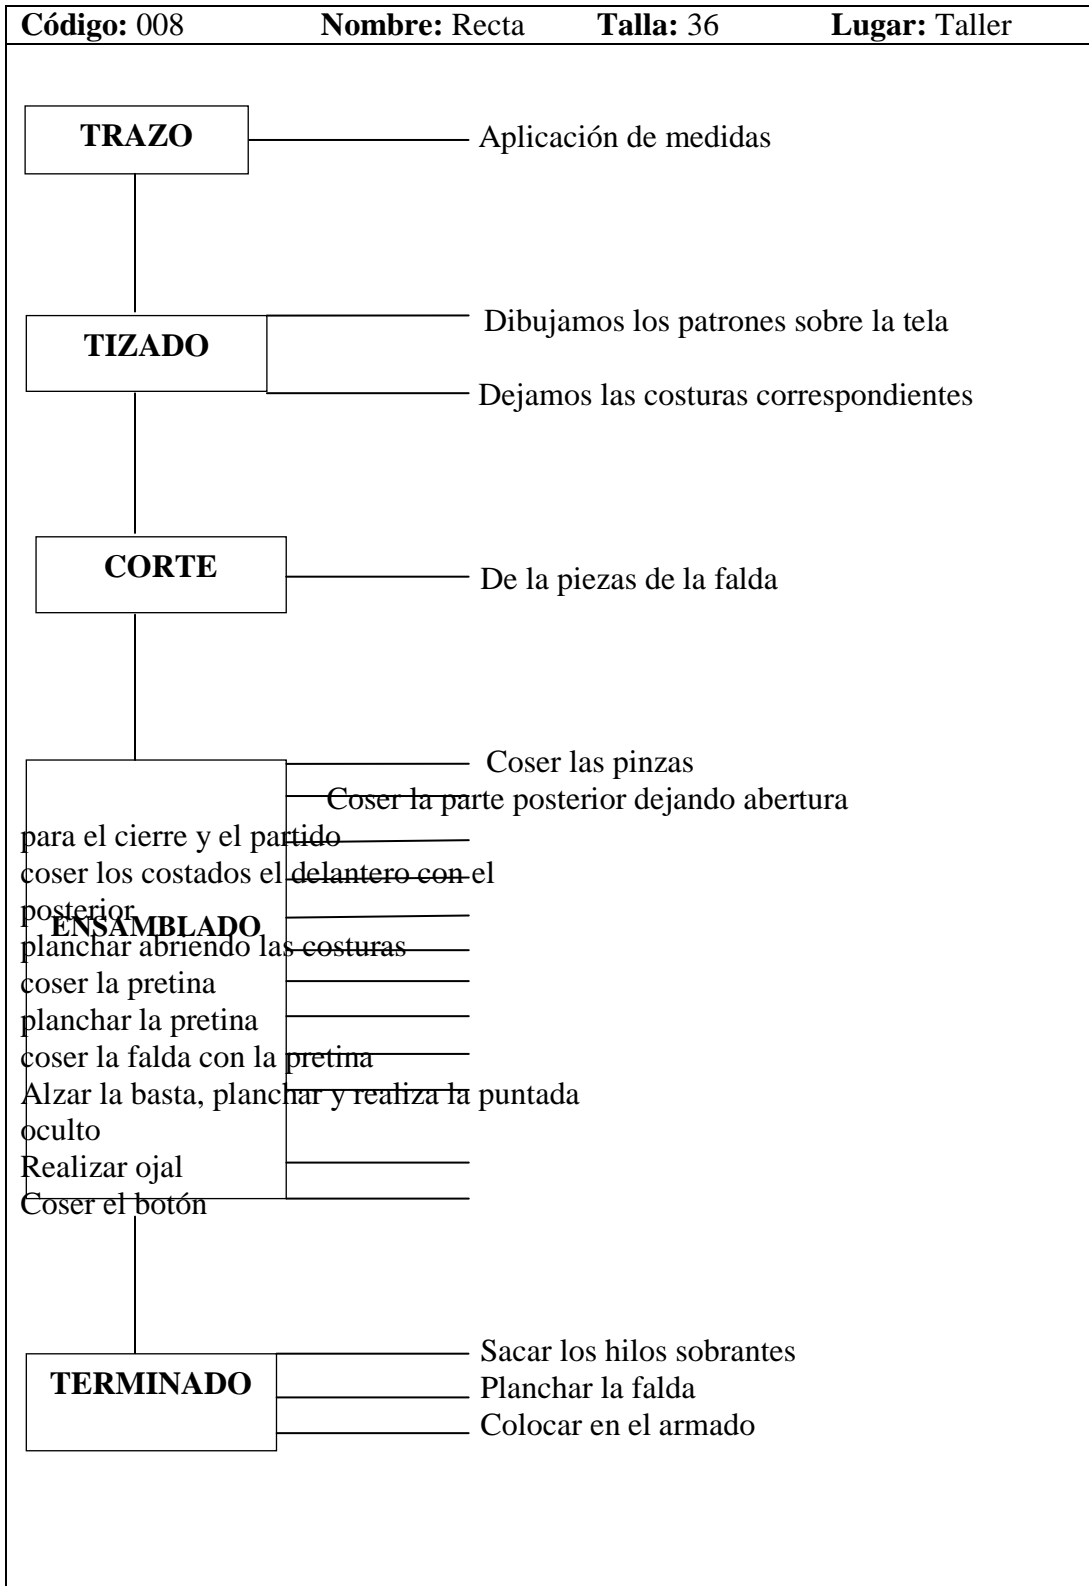 Código: 008 Nombre: Recta Talla: 36 Lugar: Taller
TRAZO
Aplicación de medidas
Dibujamos los patrones sobre la tela
TIZADO
Dejamos las costuras correspondientes
CORTE
De la piezas de la falda
Coser las pinzas
Coser la parte posterior dejando abertura
para el cierre y el partido
coser los costados el delantero con el
posterior
ENSAMBLADO
planchar abriendo las costuras
coser la pretina
planchar la pretina
coser la falda con la pretina
Alzar la basta, planchar y realiza la puntada
oculto
Realizar ojal
Coser el botón
Sacar los hilos sobrantes
TERMINADO
Planchar la falda
Colocar en el armado